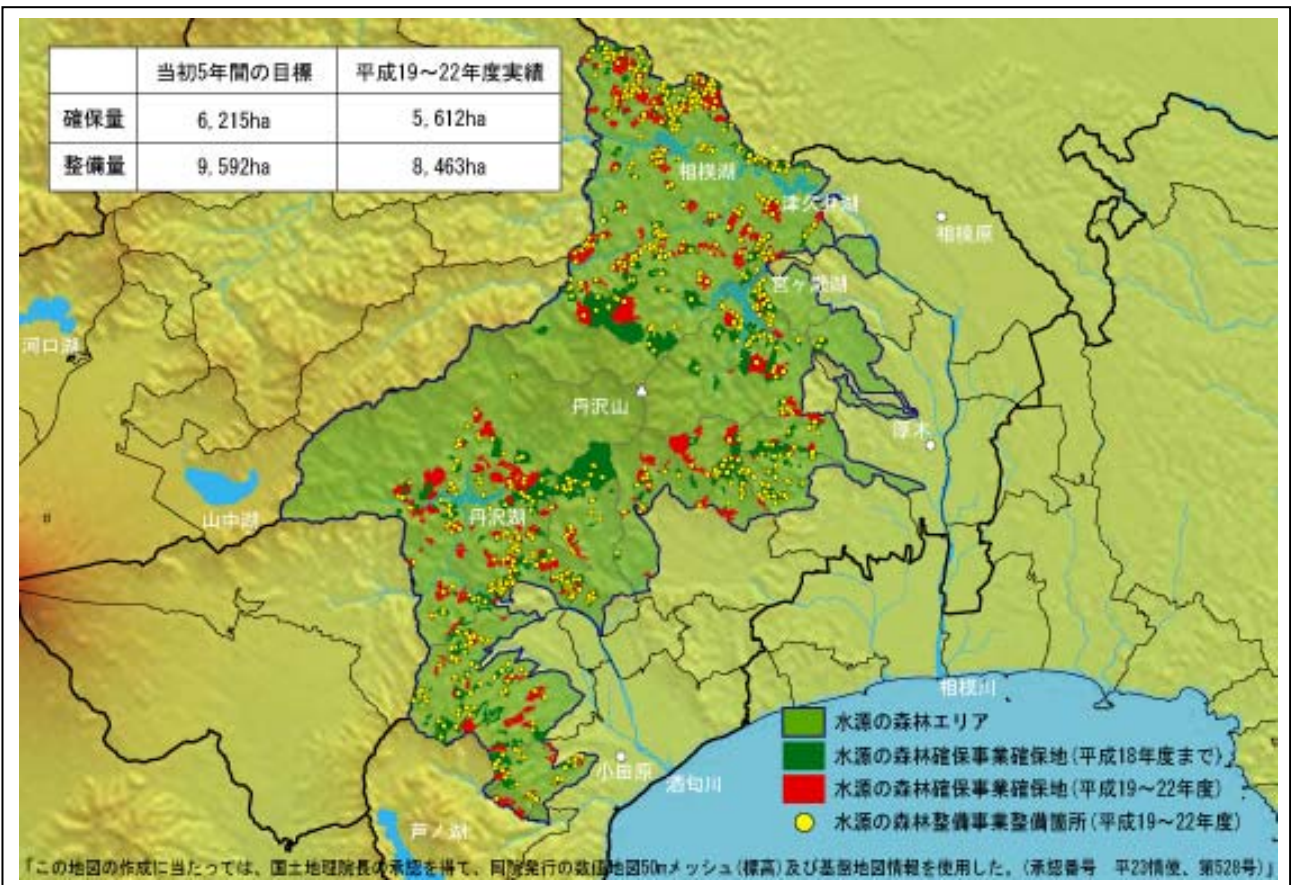 当初5年間の目標 平成19～22年度実績
確保量 6,215ha 5,612ha
整備量 9,592ha 8,463ha
相模湖
津久井湖
相模原
宮ヶ瀬湖
河口湖
丹沢山
厚木
山中湖
丹沢湖
相模川
水源の森林エリア
水源の森林確保事業確保地(平成18年度まで)
小田原
酒匂川
水源の森林確保事業確保地(平成19～22年度)
芦ノ湖
水源の森林整備事業整備箇所(平成19～22年度)
「この地図の作成に当たっては、国土地理院長の承認を得て、同院発行の数値地図50mメッシュ(標高)及び基盤地図情報を使用した。(承認番号　平23情使、第528号)」